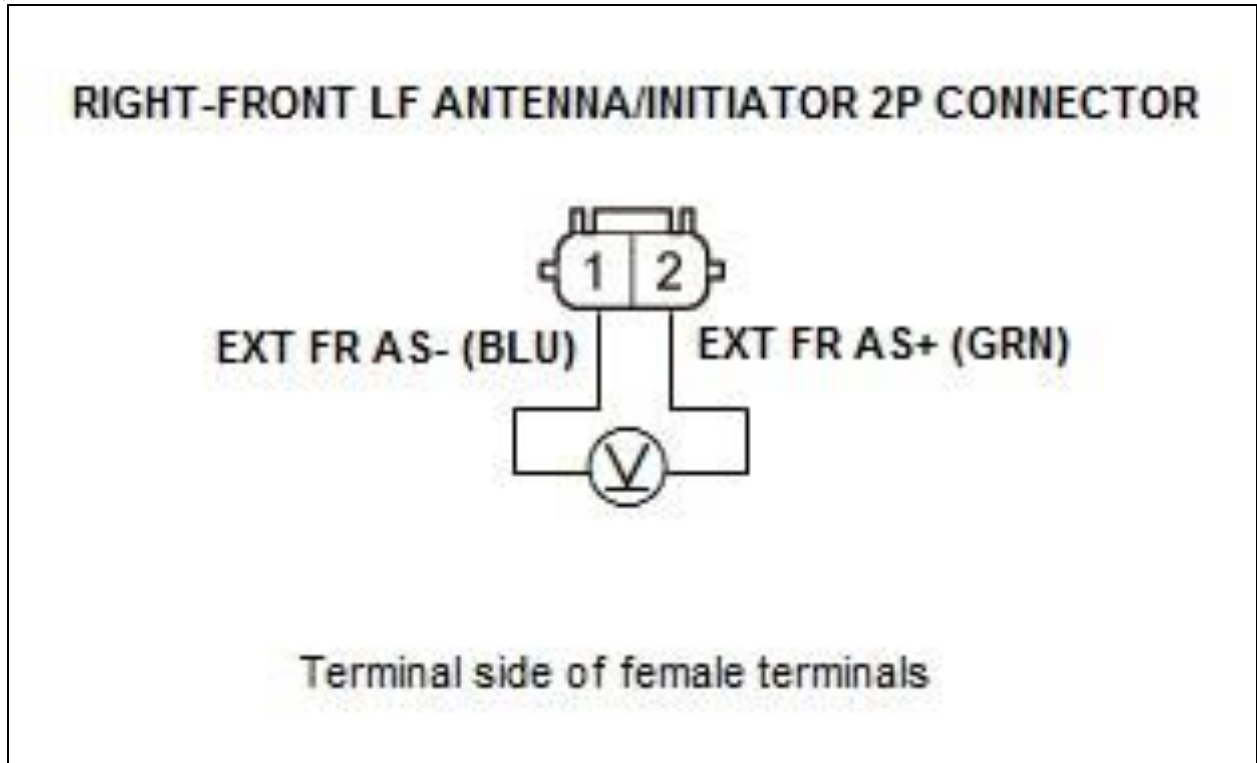 RIGHT-FRONT LF ANTENNA/INITIATOR 2P CONNECTOR
1 2
EXT FR AS- (BLU) EXT FR AS+ (GRN)
V
Terminal side of female terminals